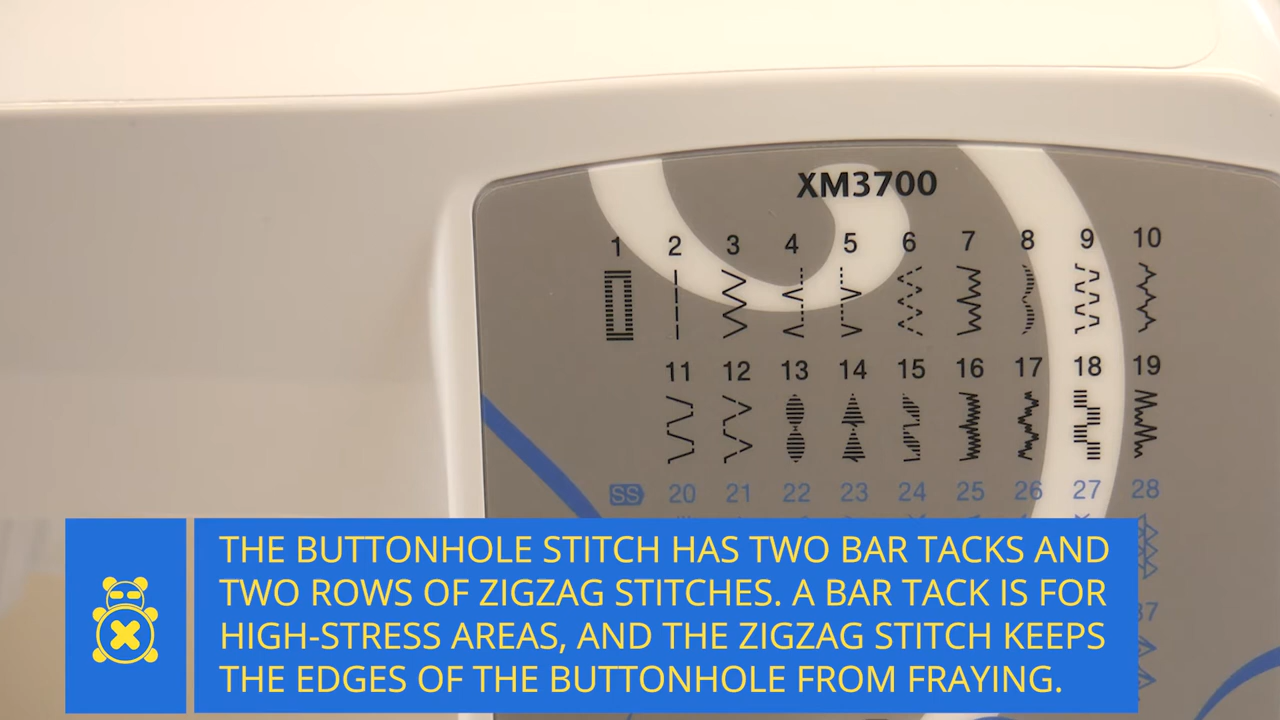 XM3700
1 2 3 4 5 6 7 8 9 10
11 12 13 14 15 16 17 18 19
SS 20 21 22 23 24 25 26 27 28
THE BUTTONHOLE STITCH HAS TWO BAR TACKS AND
TWO ROWS OF ZIGZAG STITCHES. A BAR TACK IS FOR
HIGH-STRESS AREAS, AND THE ZIGZAG STITCH KEEPS
THE EDGES OF THE BUTTONHOLE FROM FRAYING.